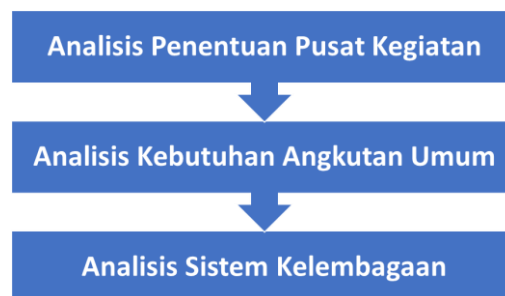 Analisis Penentuan Pusat Kegiatan
Analisis Kebutuhan Angkutan Umum
Analisis Sistem Kelembagaan